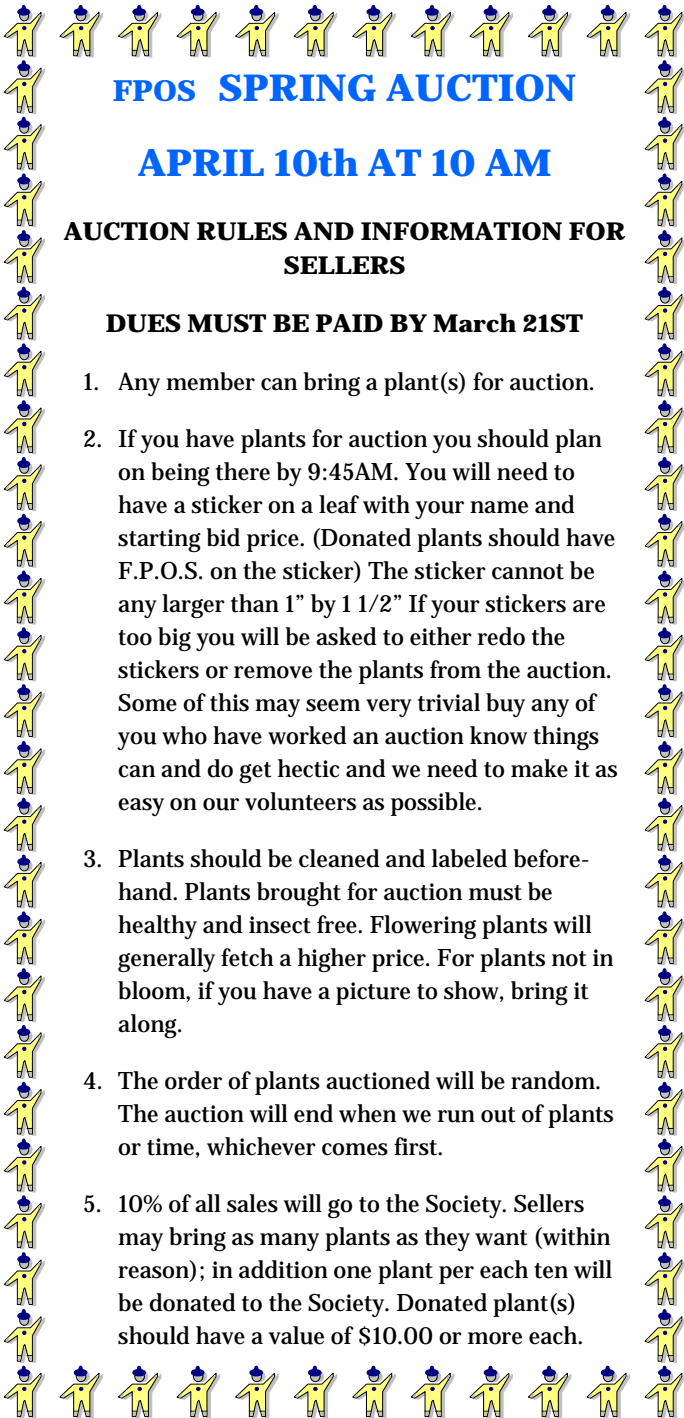 FPOS SPRING AUCTION
APRIL 10th AT 10 AM
AUCTION RULES AND INFORMATION FOR
SELLERS
DUES MUST BE PAID BY March 21ST
1. Any member can bring a plant(s) for auction.
2. If you have plants for auction you should plan
on being there by 9:45AM. You will need to
have a sticker on a leaf with your name and
starting bid price. (Donated plants should have
F.P.O.S. on the sticker) The sticker cannot be
any larger than 1” by 1 1/2” If your stickers are
too big you will be asked to either redo the
stickers or remove the plants from the auction.
Some of this may seem very trivial buy any of
you who have worked an auction know things
can and do get hectic and we need to make it as
easy on our volunteers as possible.
3. Plants should be cleaned and labeled before-
hand. Plants brought for auction must be
healthy and insect free. Flowering plants will
generally fetch a higher price. For plants not in
bloom, if you have a picture to show, bring it
along.
4. The order of plants auctioned will be random.
The auction will end when we run out of plants
or time, whichever comes first.
5. 10% of all sales will go to the Society. Sellers
may bring as many plants as they want (within
reason); in addition one plant per each ten will
be donated to the Society. Donated plant(s)
should have a value of $10.00 or more each.